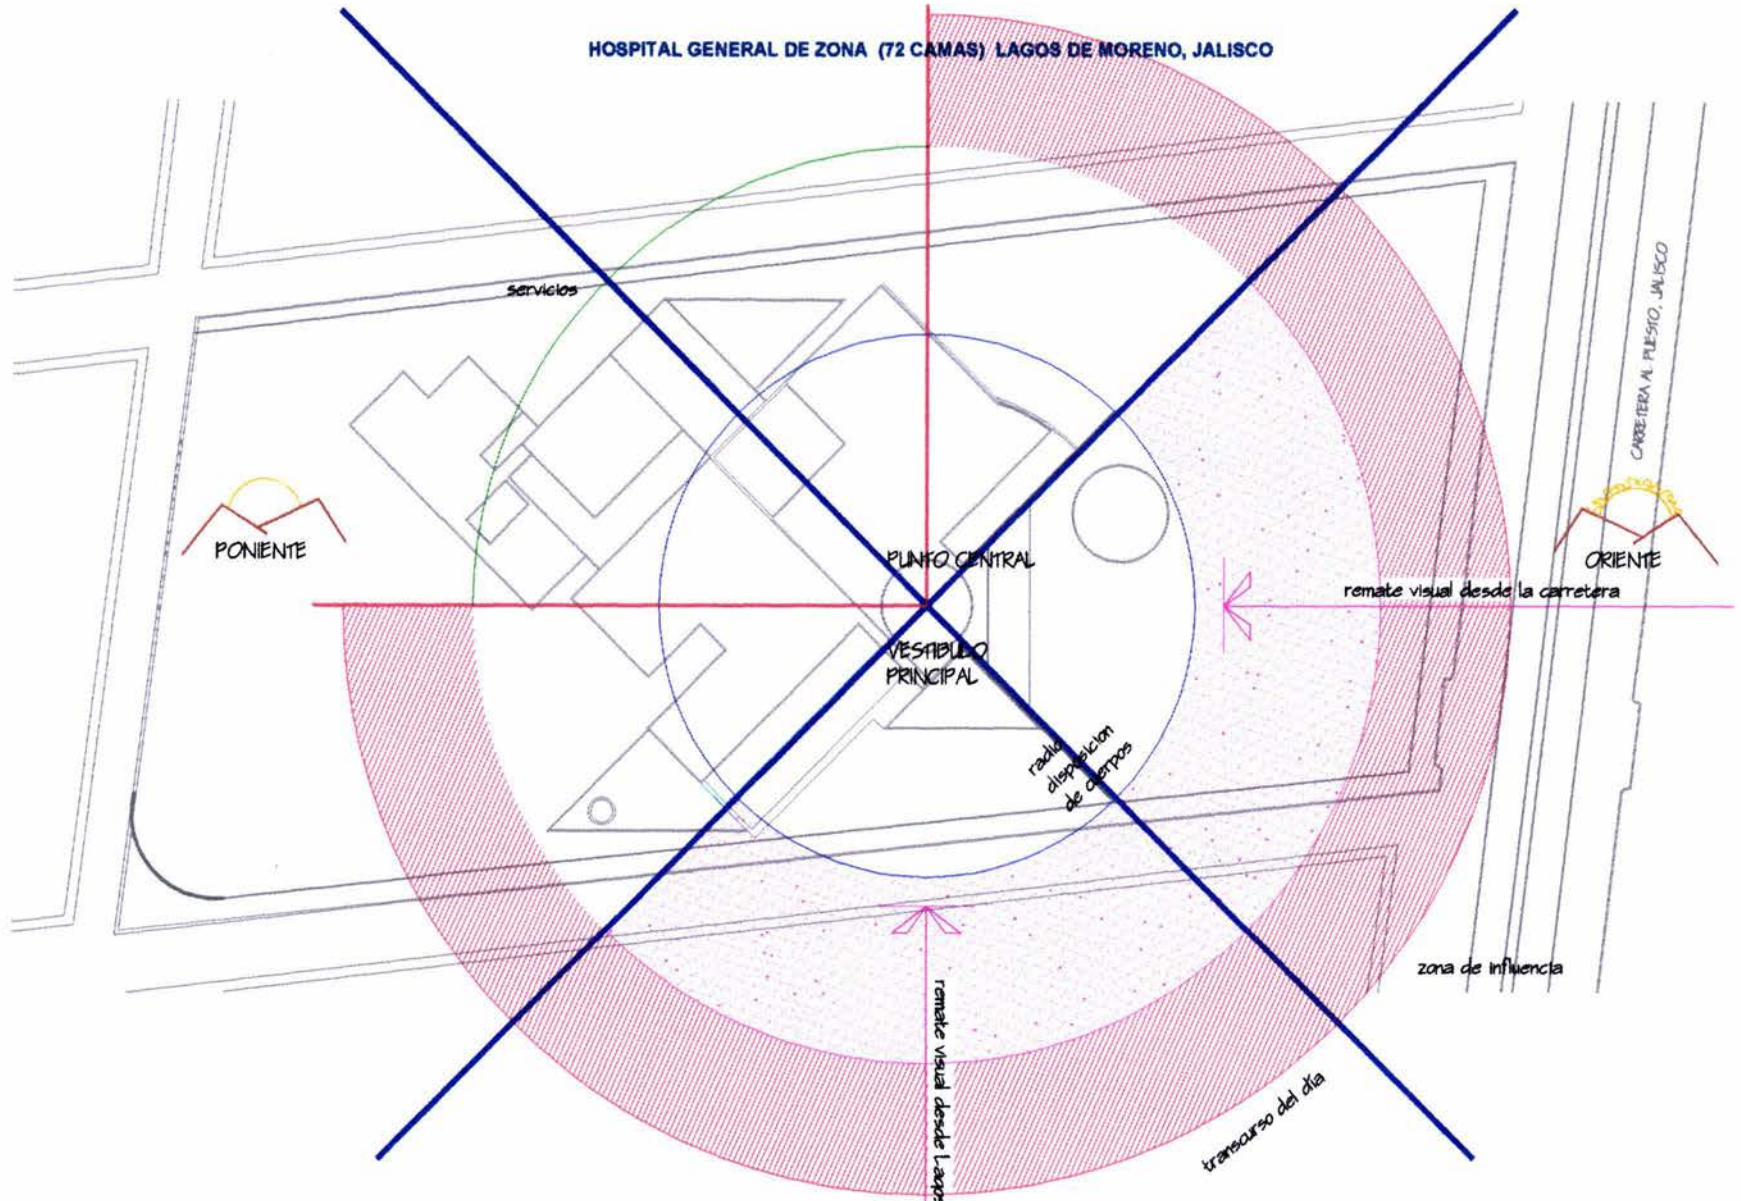 HOSPITAL GENERAL DE ZONA (72 CAMAS) LAGOS DE MORENO, JALISCO
servicios
CARRETERA AL PUESTO, JALISCO
PONIENTE
PUNTO CENTRAL
ORIENTE
remate visual desde la carretera
VESTIBULO
PRINCIPAL
radio
disposicion
de cuerpos
zona de influencia
remate visual desde Lagos
transcurso del día